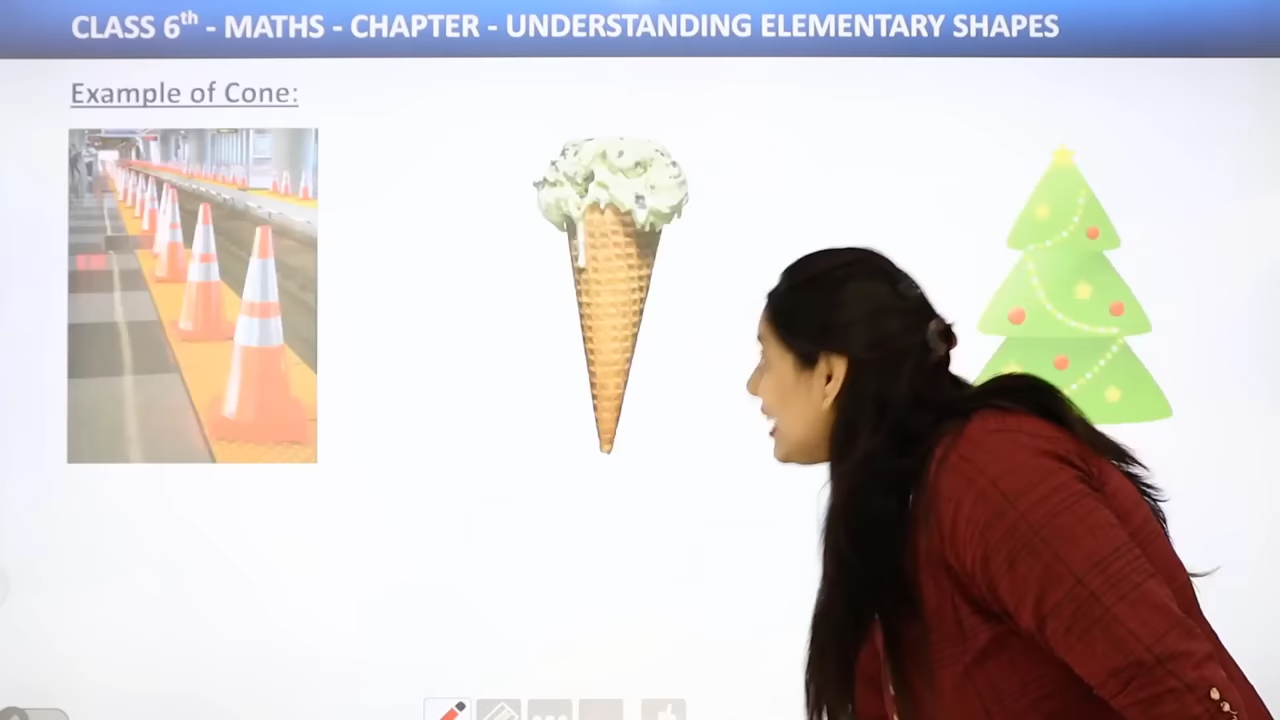 CLASS 6th - MATHS - CHAPTER - UNDERSTANDING ELEMENTARY SHAPES
Example of Cone: